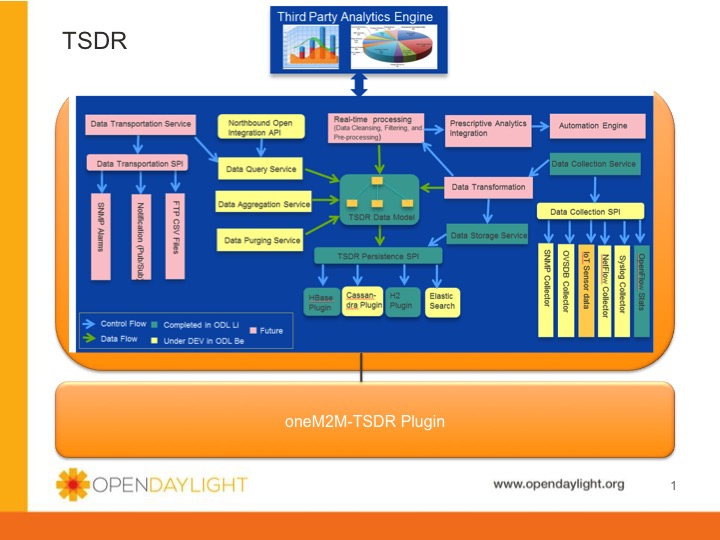 TSDR
Third Party Analytics Engine
Data Transportation Service
Northbound Open
Integration API
Real-time processing
(Data Cleansing, Filtering, and
Pre-processing)
Prescriptive Analytics
Integration
Automation Engine
Data Transportation SPI
Data Query Service
Data Collection Service
Data Transformation
Data Aggregation Service
TSDR Data Model
Data Collection SPI
Data Purging Service
Data Storage Service
TSDR Persistence SPI
SNMP Alarms
Notification (Pub/Sub)
FTP CSV Files
SNMP Collector
OVSDB Collector
IoT Sensor data
NetFlow Collector
Syslog Collector
OpenFlow Stats
HBase
Plugin
Cassan-
dra Plugin
H2
Plugin
Elastic
Search
Control Flow
Completed in ODL Li
Future
Data Flow
Under DEV in ODL Be
oneM2M-TSDR Plugin
OPENDAYLIGHT
www.opendaylight.org
1